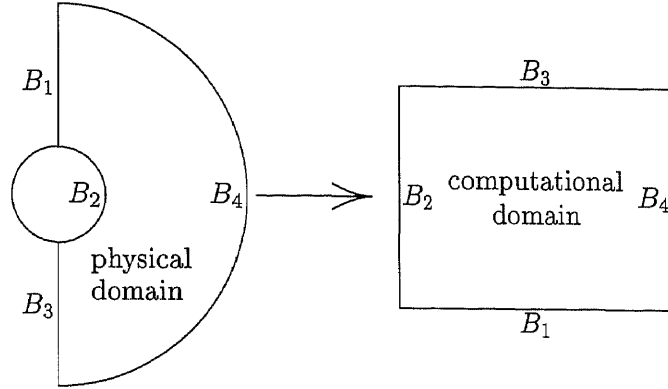 B₁
B₂
B₄
physical
domain
B₃
B₃
B₂
computational
domain
B₄
B₁